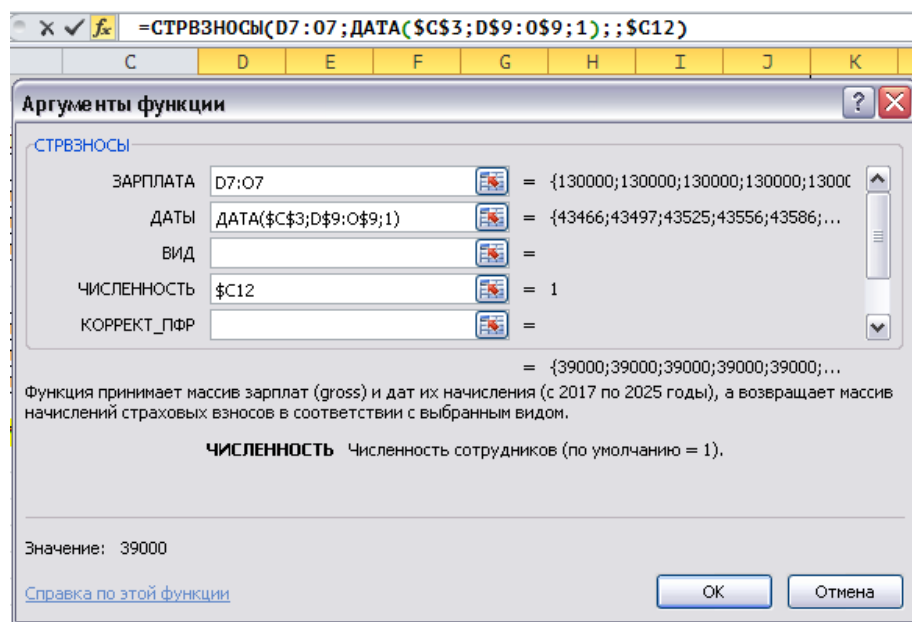 =СТРВЗНОСЫ(D7:O7;ДАТА($C$3;D$9:O$9;1);;$C12)
C D E F G H I J K
Аргументы функции
СТРВЗНОСЫ
ЗАРПЛАТА D7:O7 = {130000;130000;130000;130000;13000
ДАТЫ ДАТА($C$3;D$9:O$9;1) = {43466;43497;43525;43556;43586;...
ВИД =
ЧИСЛЕННОСТЬ $C12 = 1
КОРРЕКТ_ПФР =
= {39000;39000;39000;39000;39000;...
Функция принимает массив зарплат (gross) и дат их начисления (с 2017 по 2025 годы), а возвращает массив
начислений страховых взносов в соответствии с выбранным видом.
ЧИСЛЕННОСТЬ Численность сотрудников (по умолчанию = 1).
Значение: 39000
Справка по этой функции
ОК
Отмена